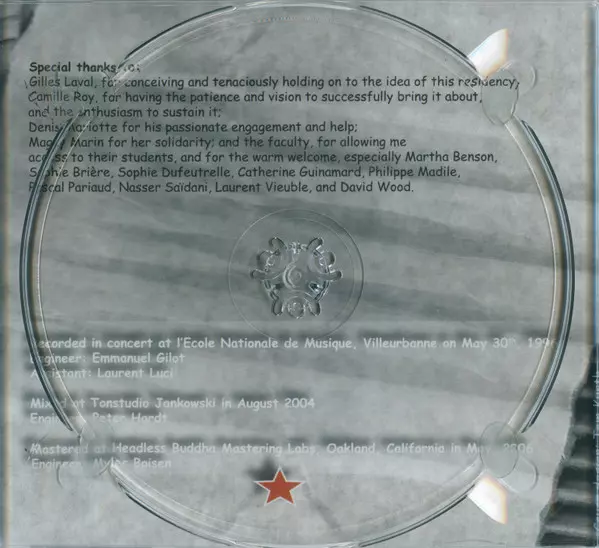 Special thanks to:
Gilles Laval, for conceiving and tenaciously holding on to the idea of this residency,
Camille Roy, for having the patience and vision to successfully bring it about,
and the enthusiasm to sustain it;
Denis Mariotte for his passionate engagement and help;
Maguy Marin for her solidarity; and the faculty, for allowing me
access to their students, and for the warm welcome, especially Martha Benson,
Sophie Brière, Sophie Dufeutrelle, Catherine Guinamard, Philippe Madile,
Pascal Pariaud, Nasser Saïdani, Laurent Vieuble, and David Wood.
Recorded in concert at l'Ecole Nationale de Musique, Villeurbanne on May 30th,
Engineer: Emmanuel Gilot
Assistant: Laurent Luci
Mixed at Tonstudio Jankowski in August 2004
Engineer: Peter Hardt
Mastered at Headless Buddha Mastering Labs, Oakland, California in May, 2006
Engineer: Myles Boisen